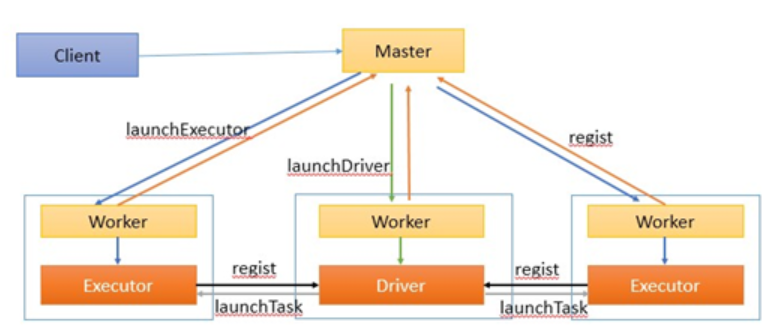 Client
Master
launchExecutor
regist
launchDriver
Worker
Worker
Worker
Executor
regist
Driver
regist
Executor
launchTask
launchTask